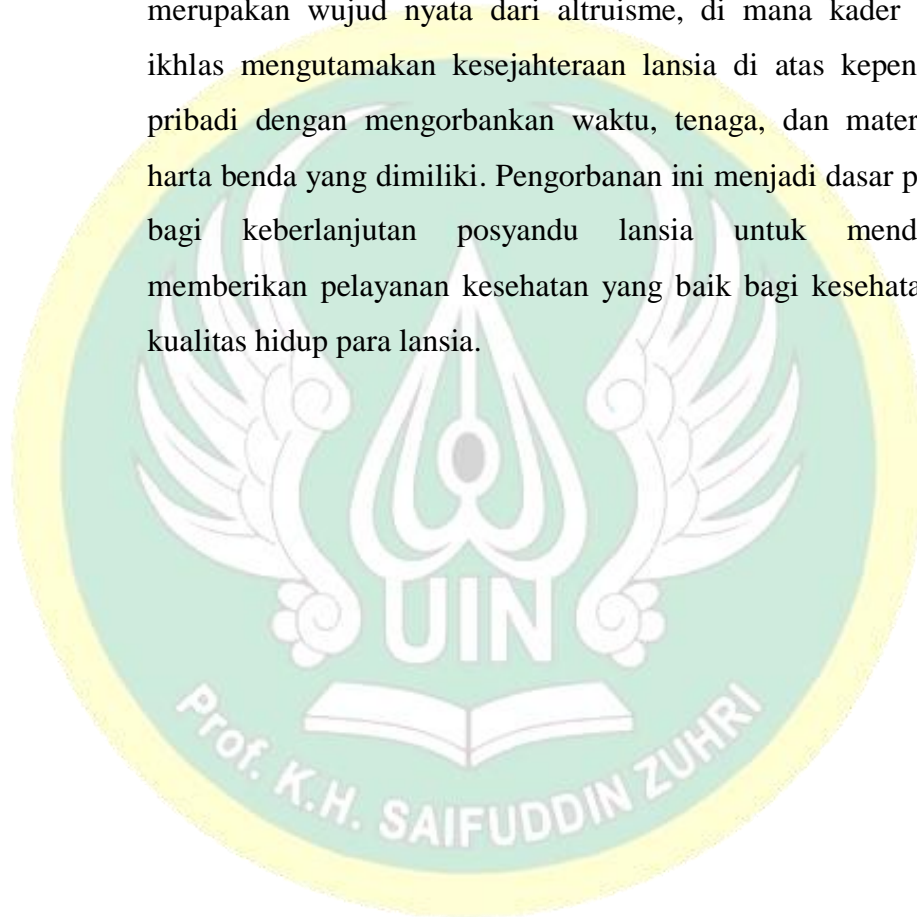 merupakan wujud nyata dari altruisme, di mana kader
ikhlas mengutamakan kesejahteraan lansia di atas kepen
pribadi dengan mengorbankan waktu, tenaga, dan mater
harta benda yang dimiliki. Pengorbanan ini menjadi dasar p
bagi keberlanjutan posyandu lansia untuk mend
memberikan pelayanan kesehatan yang baik bagi kesehata
kualitas hidup para lansia.
UIN
Prof. K.H. SAIFUDDIN ZUHRI